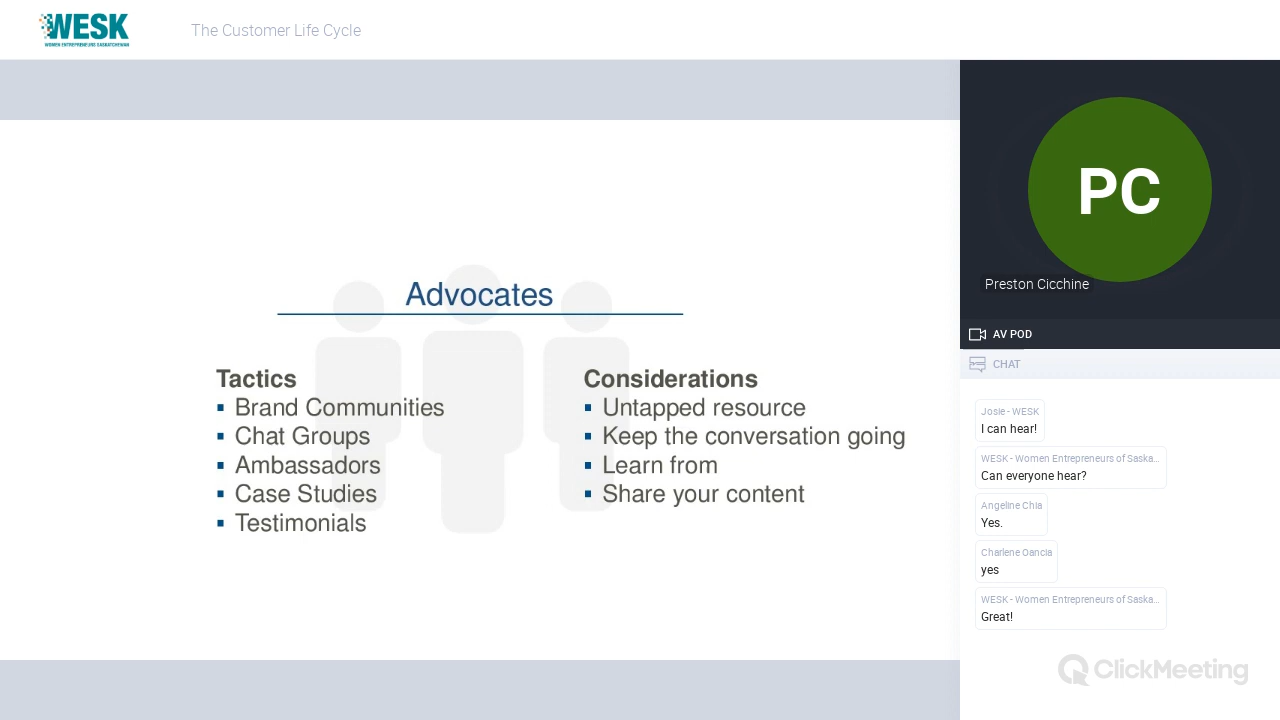 WESK
WOMEN ENTREPRENEURS SASKATCHEWAN
The Customer Life Cycle
Advocates
Tactics
Brand Communities
Chat Groups
Ambassadors
Case Studies
Testimonials
Considerations
Untapped resource
Keep the conversation going
Learn from
Share your content
PC
Preston Cicchine
AV POD
CHAT
Josie - WESK
I can hear!
WESK - Women Entrepreneurs of Saska...
Can everyone hear?
Angeline Chia
Yes.
Charlene Oancia
yes
WESK - Women Entrepreneurs of Saska...
Great!
ClickMeeting